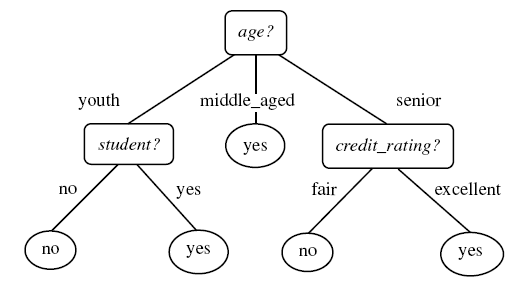 age?
youth
middle_aged
senior
student?
yes
credit_rating?
no
yes
fair
excellent
no
yes
no
yes